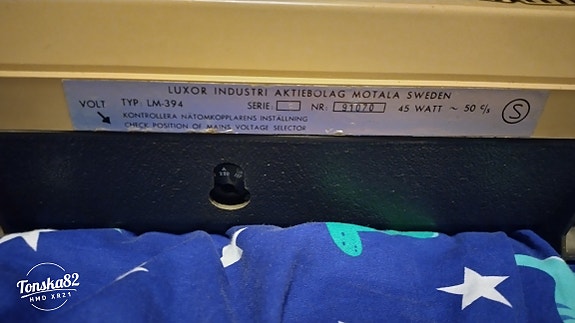 LUXOR INDUSTRI AKTIEBOLAG MOTALA SWEDEN
VOLT TYP: LM-394 SERIE: NR: 91070 45 WATT ~ 50 c/s S
KONTROLLERA NÄTOMKOPPLARENS INSTÄLLNING
CHECK POSITION OF MAINS VOLTAGE SELECTOR
Tonska82
HMD XR21